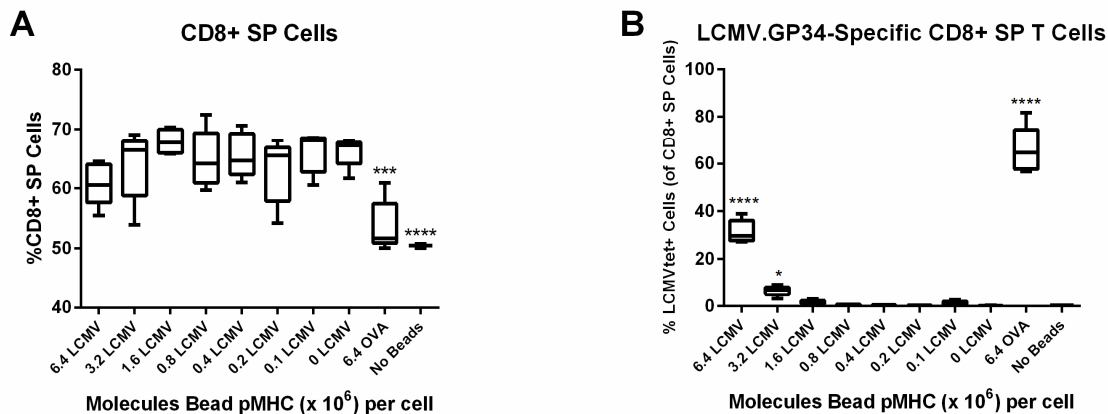 A
CD8+ SP Cells
%CD8+ SP Cells
80
70
60
50
40
***
****
6.4 LCMV
3.2 LCMV
1.6 LCMV
0.8 LCMV
0.4 LCMV
0.2 LCMV
0.1 LCMV
0 LCMV
6.4 OVA
No Beads
Molecules Bead pMHC (x 10⁶) per cell
B
LCMV.GP34-Specific CD8+ SP T Cells
% LCMVtet+ Cells (of CD8+ SP Cells)
100
80
60
40
20
0
****
*
****
6.4 LCMV
3.2 LCMV
1.6 LCMV
0.8 LCMV
0.4 LCMV
0.2 LCMV
0.1 LCMV
0 LCMV
6.4 OVA
No Beads
Molecules Bead pMHC (x 10⁶) per cell